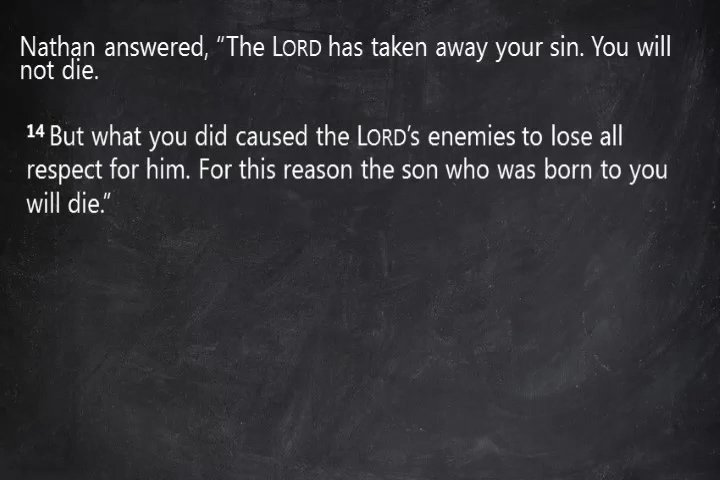 Nathan answered, “The LORD has taken away your sin. You will
not die.
14 But what you did caused the LORD’s enemies to lose all
respect for him. For this reason the son who was born to you
will die.”